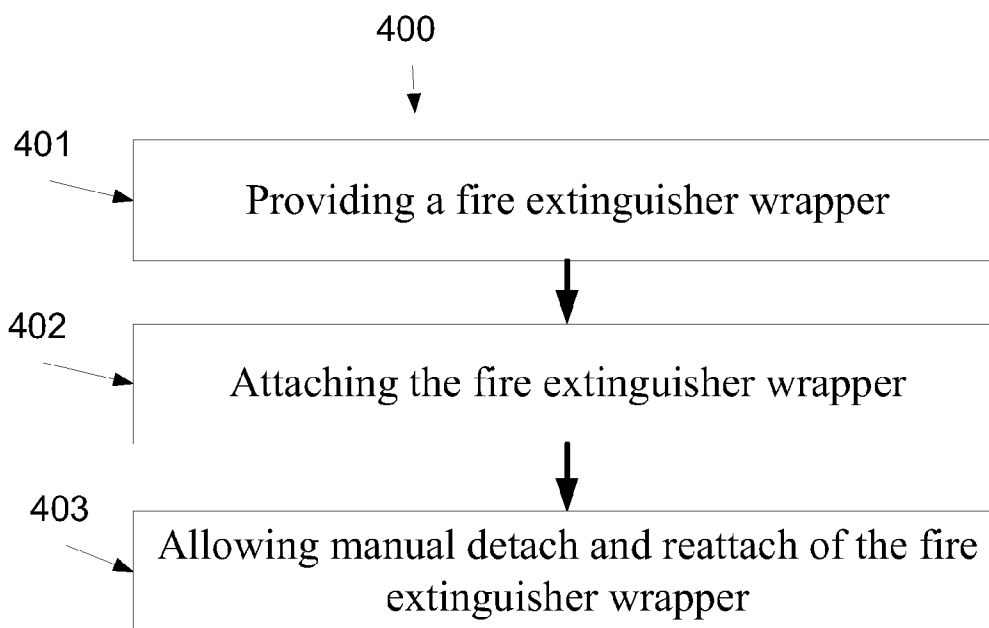 400
401
Providing a fire extinguisher wrapper
402
Attaching the fire extinguisher wrapper
403
Allowing manual detach and reattach of the fire
extinguisher wrapper